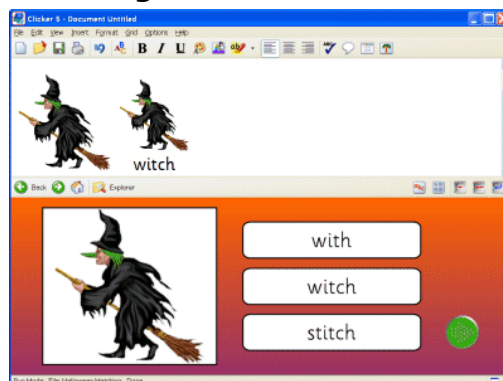 Clicker 5 - Document Untitled
File Edit View Insert Format Grid Options Help
B I U
witch
Back Explorer
with
witch
stitch